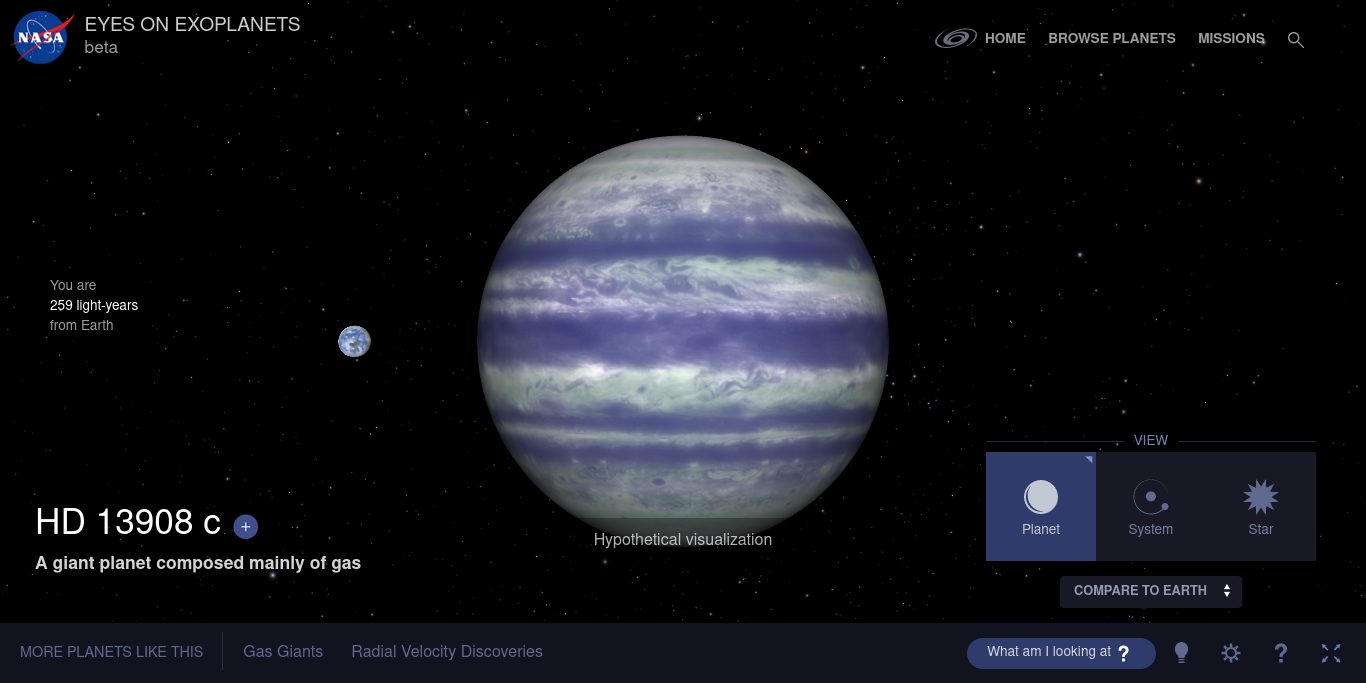 NASA
EYES ON EXOPLANETS
beta
HOME
BROWSE PLANETS
MISSIONS
You are
259 light-years
from Earth
HD 13908 c +
A giant planet composed mainly of gas
Hypothetical visualization
VIEW
Planet
System
Star
COMPARE TO EARTH
MORE PLANETS LIKE THIS
Gas Giants
Radial Velocity Discoveries
What am I looking at ?
?